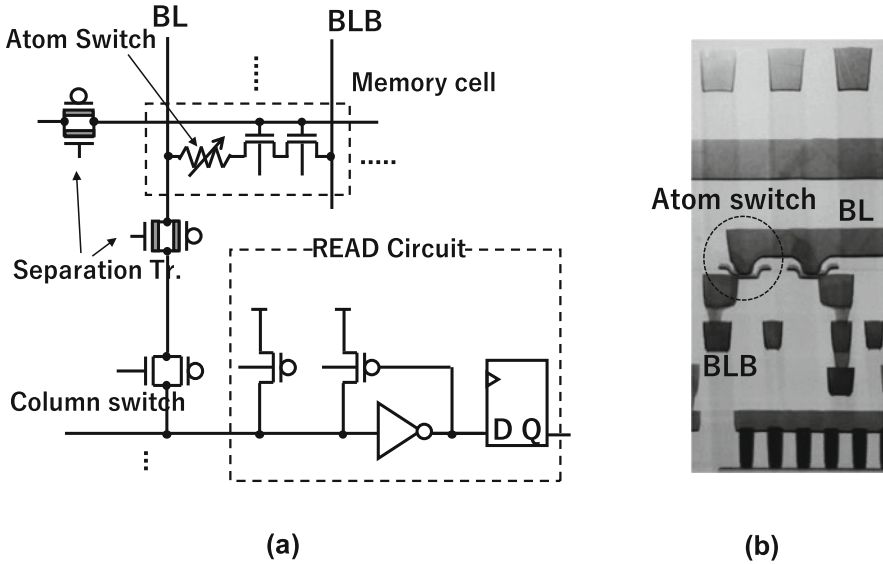 BL
BLB
Atom Switch
Memory cell
Separation Tr.
READ Circuit
Column switch
D Q
(a)
Atom switch
BL
BLB
(b)